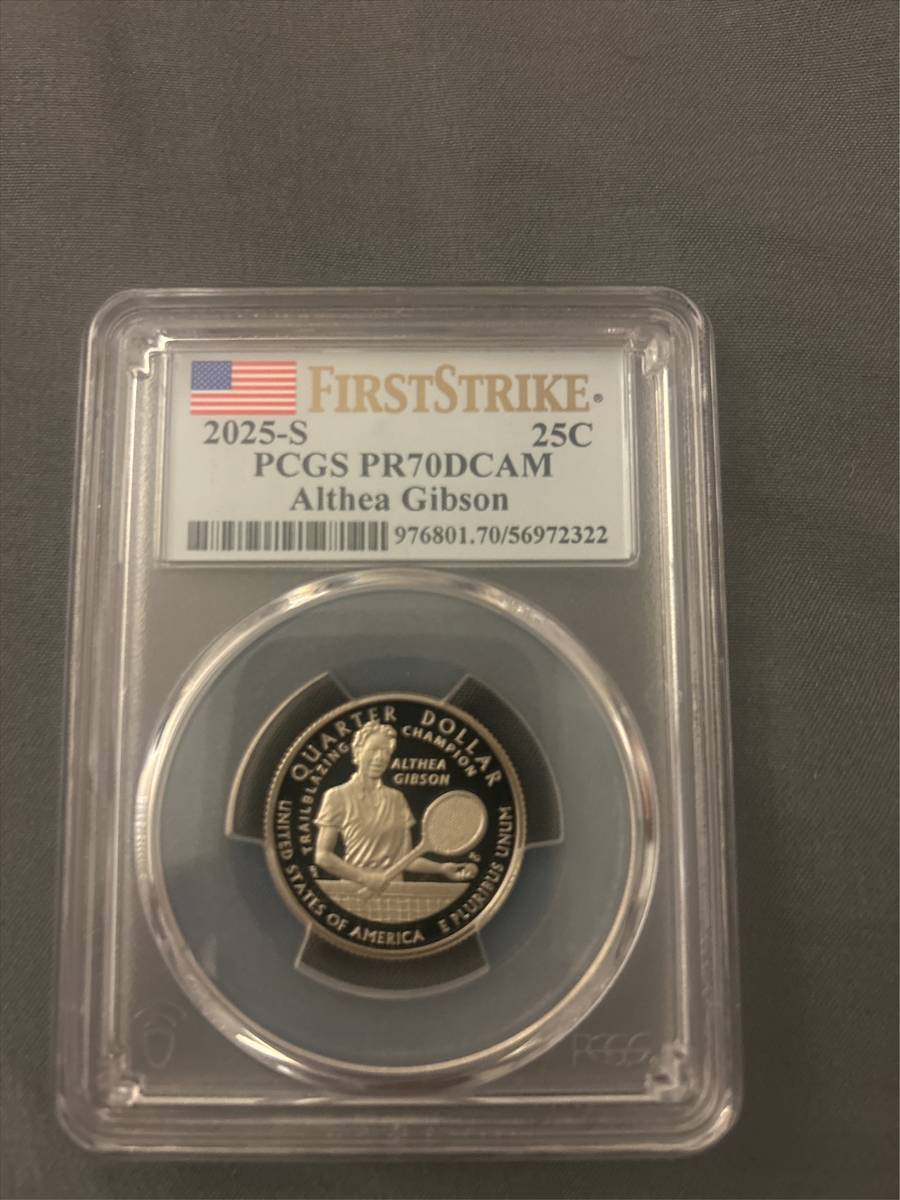 FIRSTSTRIKE®
2025-S 25C
PCGS PR70DCAM
Althea Gibson
976801.70/56972322
QUARTER DOLLAR
TRAILBLAZING CHAMPION
ALTHEA
GIBSON
UNITED STATES OF AMERICA
E PLURIBUS UNUM
PCGS